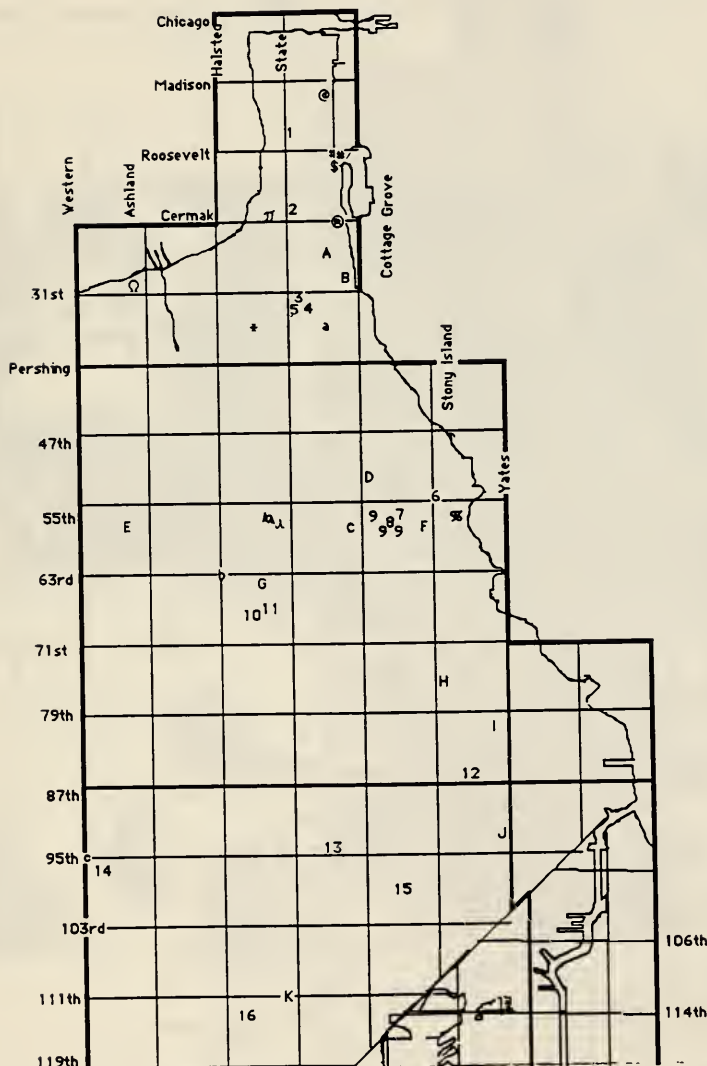 Chicago
Halsted
State
Madison
@
1
Roosevelt
**
$
Western
Ashland
Cermak
π 2
®
Cottage Grove
A
B
Ω
31st
3
5 4
* a
Pershing
Stony Island
47th
Yates
D
6
55th
E
C
9 8 7
9 9
F
%
63rd
b
G
10 11
71st
H
79th
I
12
87th
J
13
95th c
14
15
103rd
106th
111th
K
16
114th
119th